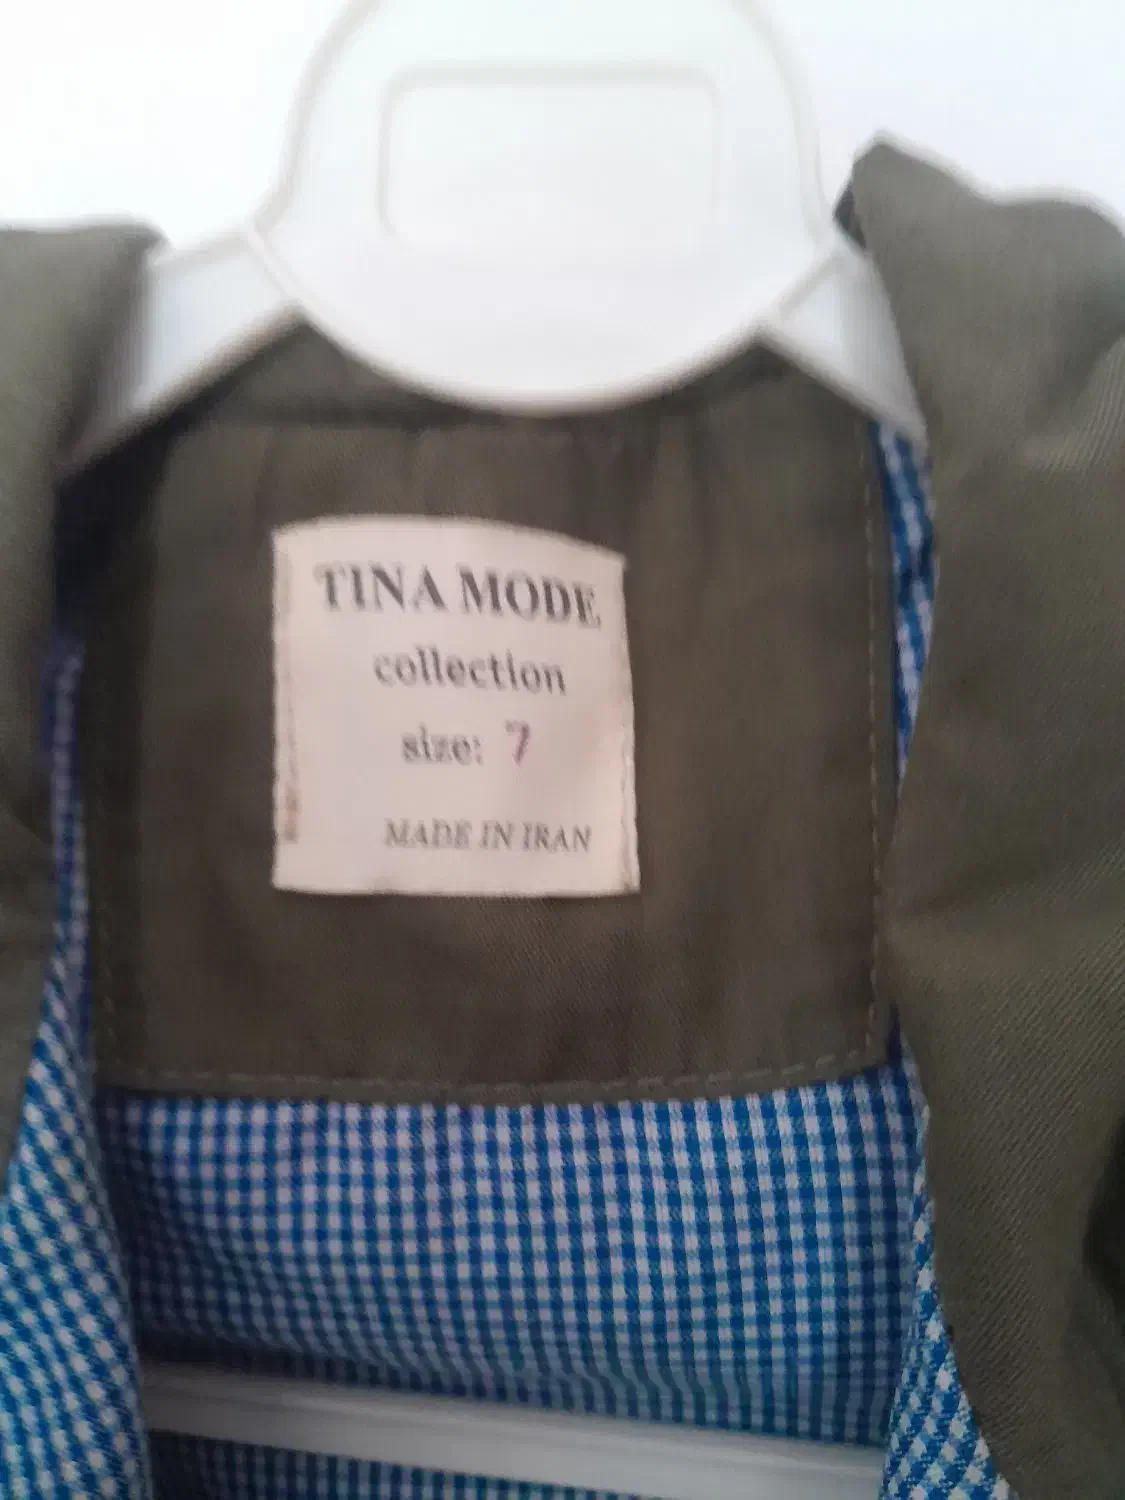 TINA MODE
collection
size: 7
MADE IN IRAN